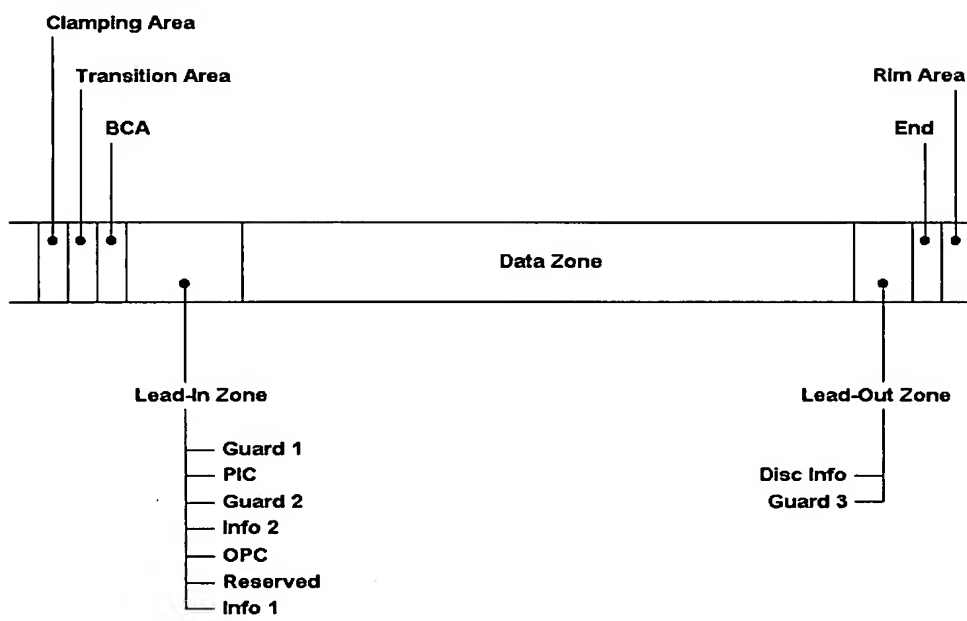 Clamping Area
Transition Area
Rim Area
BCA
End
Data Zone
Lead-In Zone
Lead-Out Zone
Guard 1
PIC
Disc Info
Guard 2
Guard 3
Info 2
OPC
Reserved
Info 1